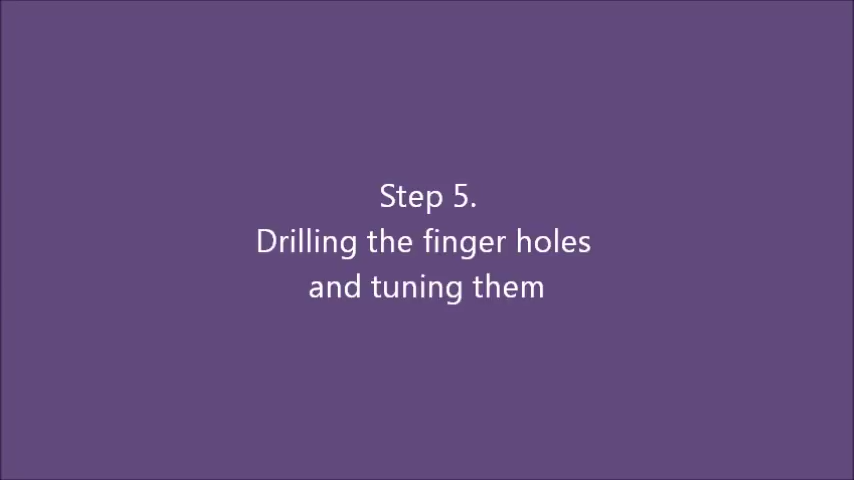 Step 5.
Drilling the finger holes
and tuning them